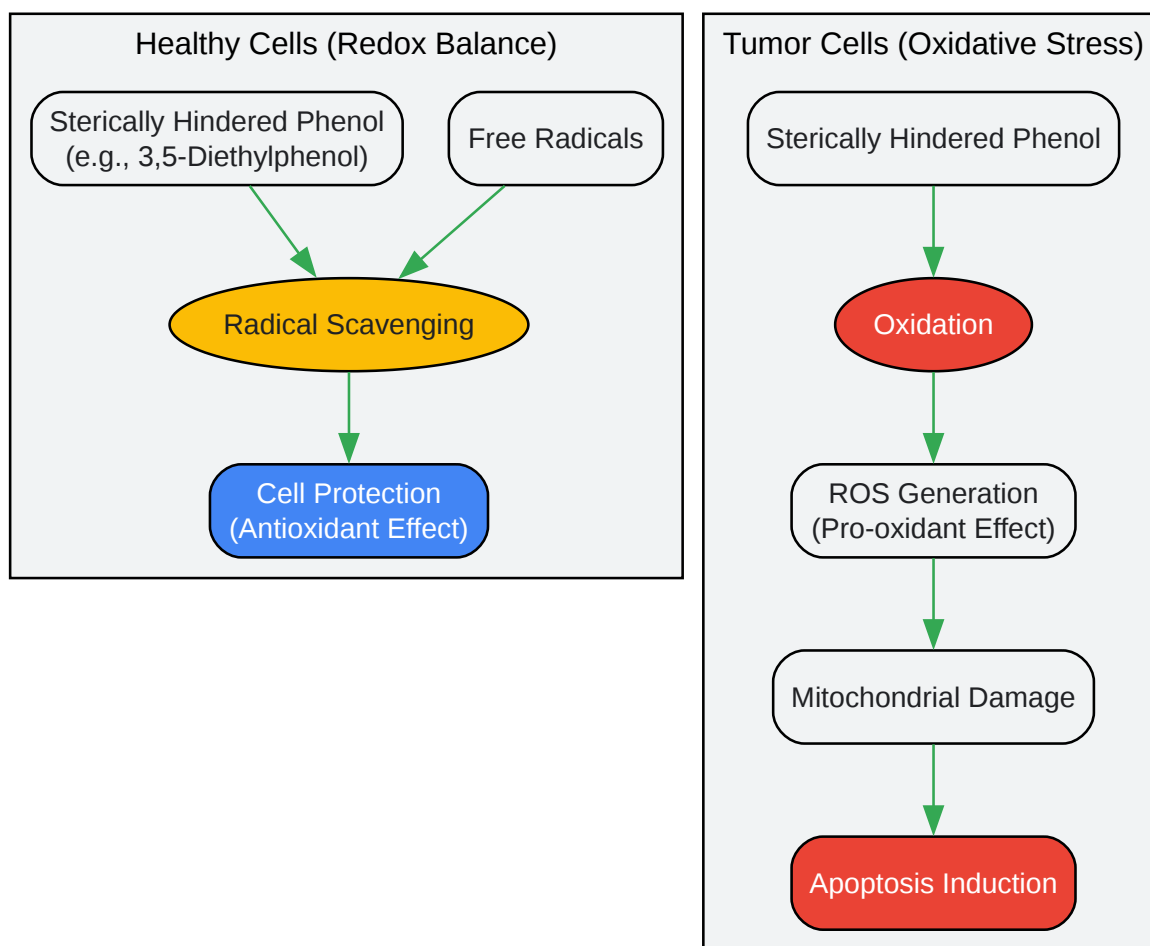 Healthy Cells (Redox Balance)
Sterically Hindered Phenol
(e.g., 3,5-Diethylphenol)
Free Radicals
Radical Scavenging
Cell Protection
(Antioxidant Effect)
Tumor Cells (Oxidative Stress)
Sterically Hindered Phenol
Oxidation
ROS Generation
(Pro-oxidant Effect)
Mitochondrial Damage
Apoptosis Induction